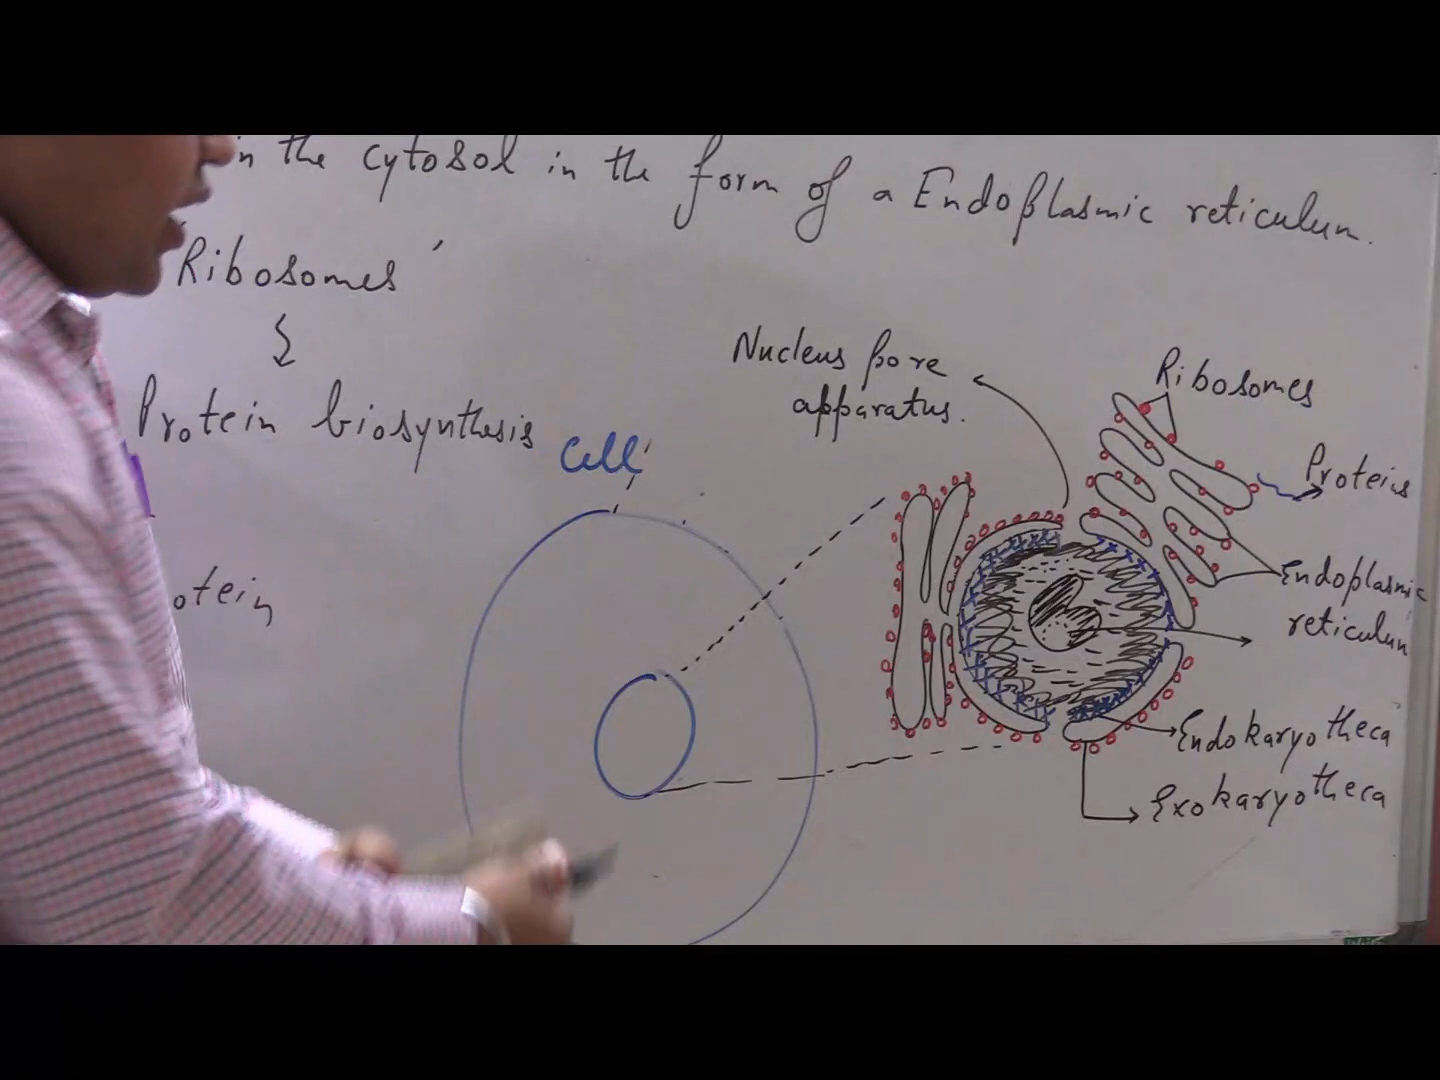 in the cytosol in the form of a Endoplasmic reticulum.
Ribosomes
Protein biosynthesis
otein
Cell
Nucleus pore
apparatus.
Ribosomes
Proteins
Endoplasmic
reticulum
Endokaryotheca
Exokaryotheca